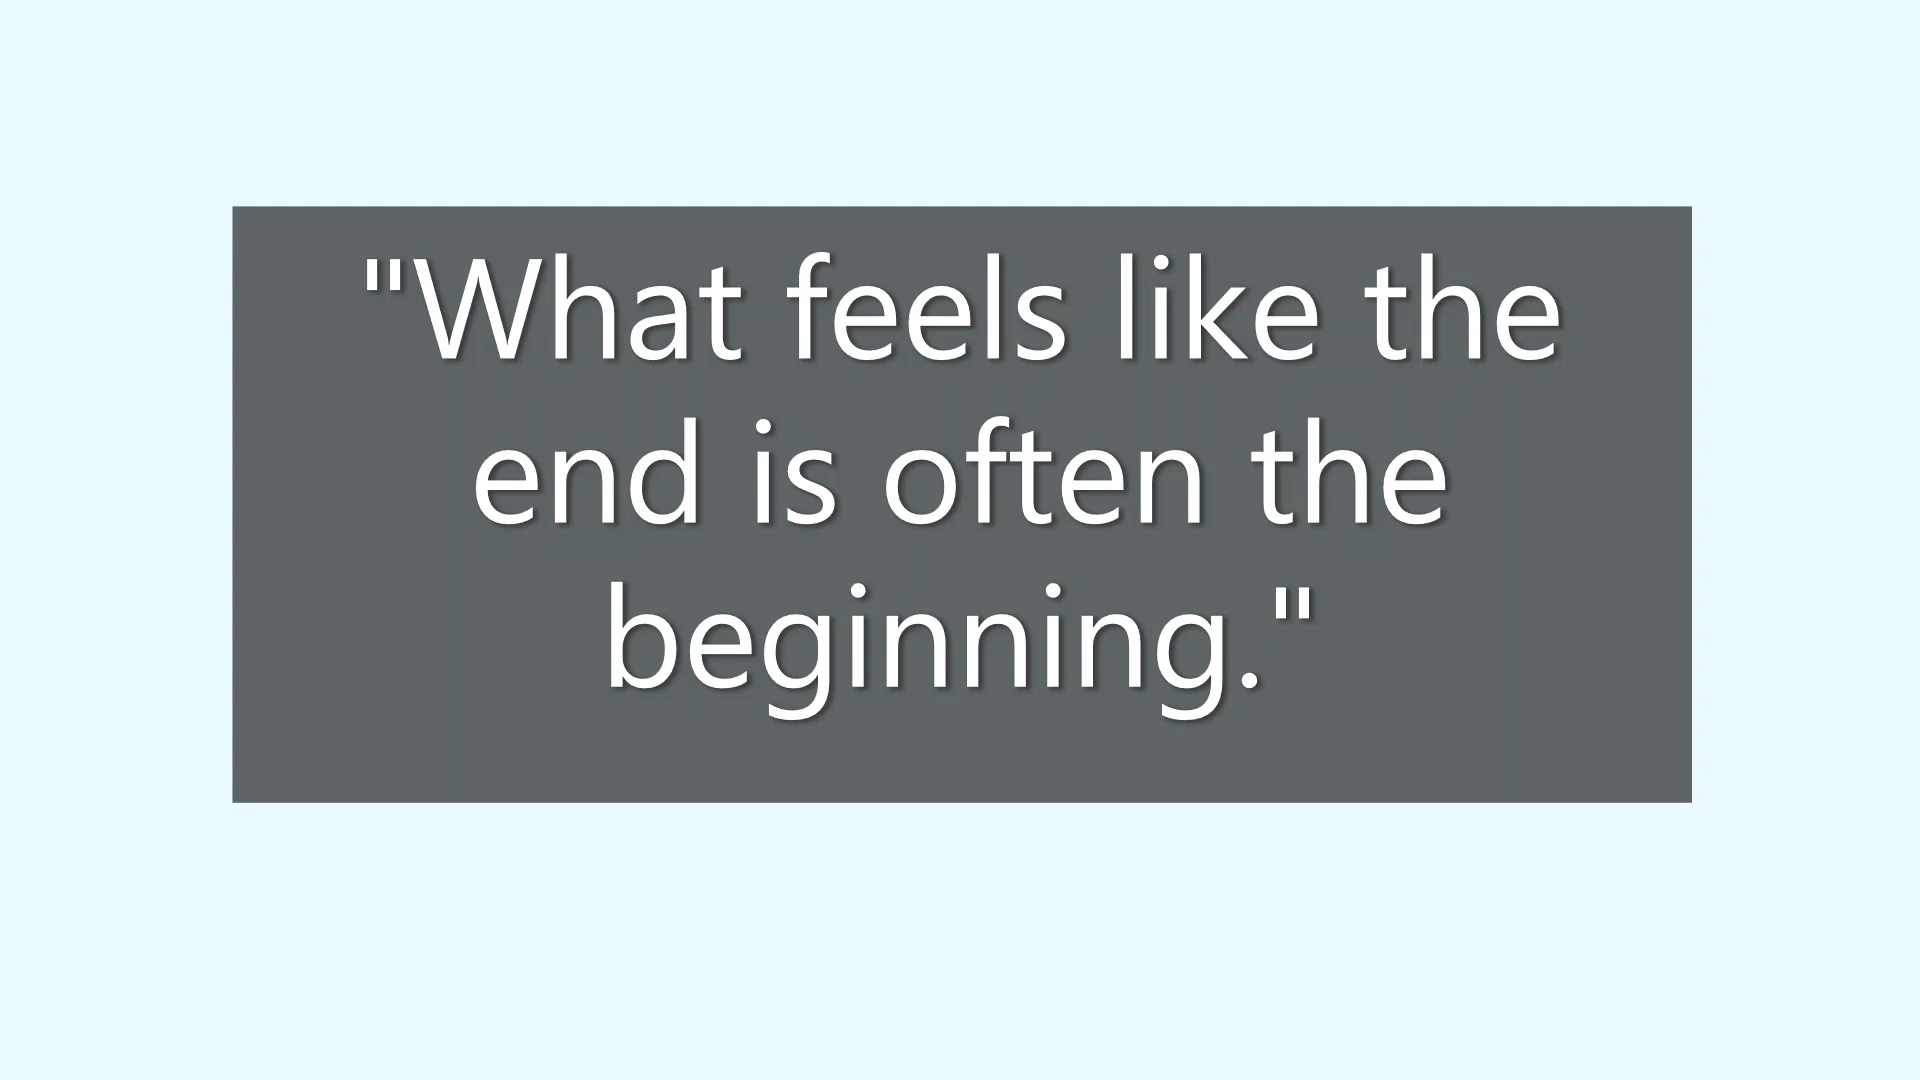 "What feels like the
end is often the
beginning."